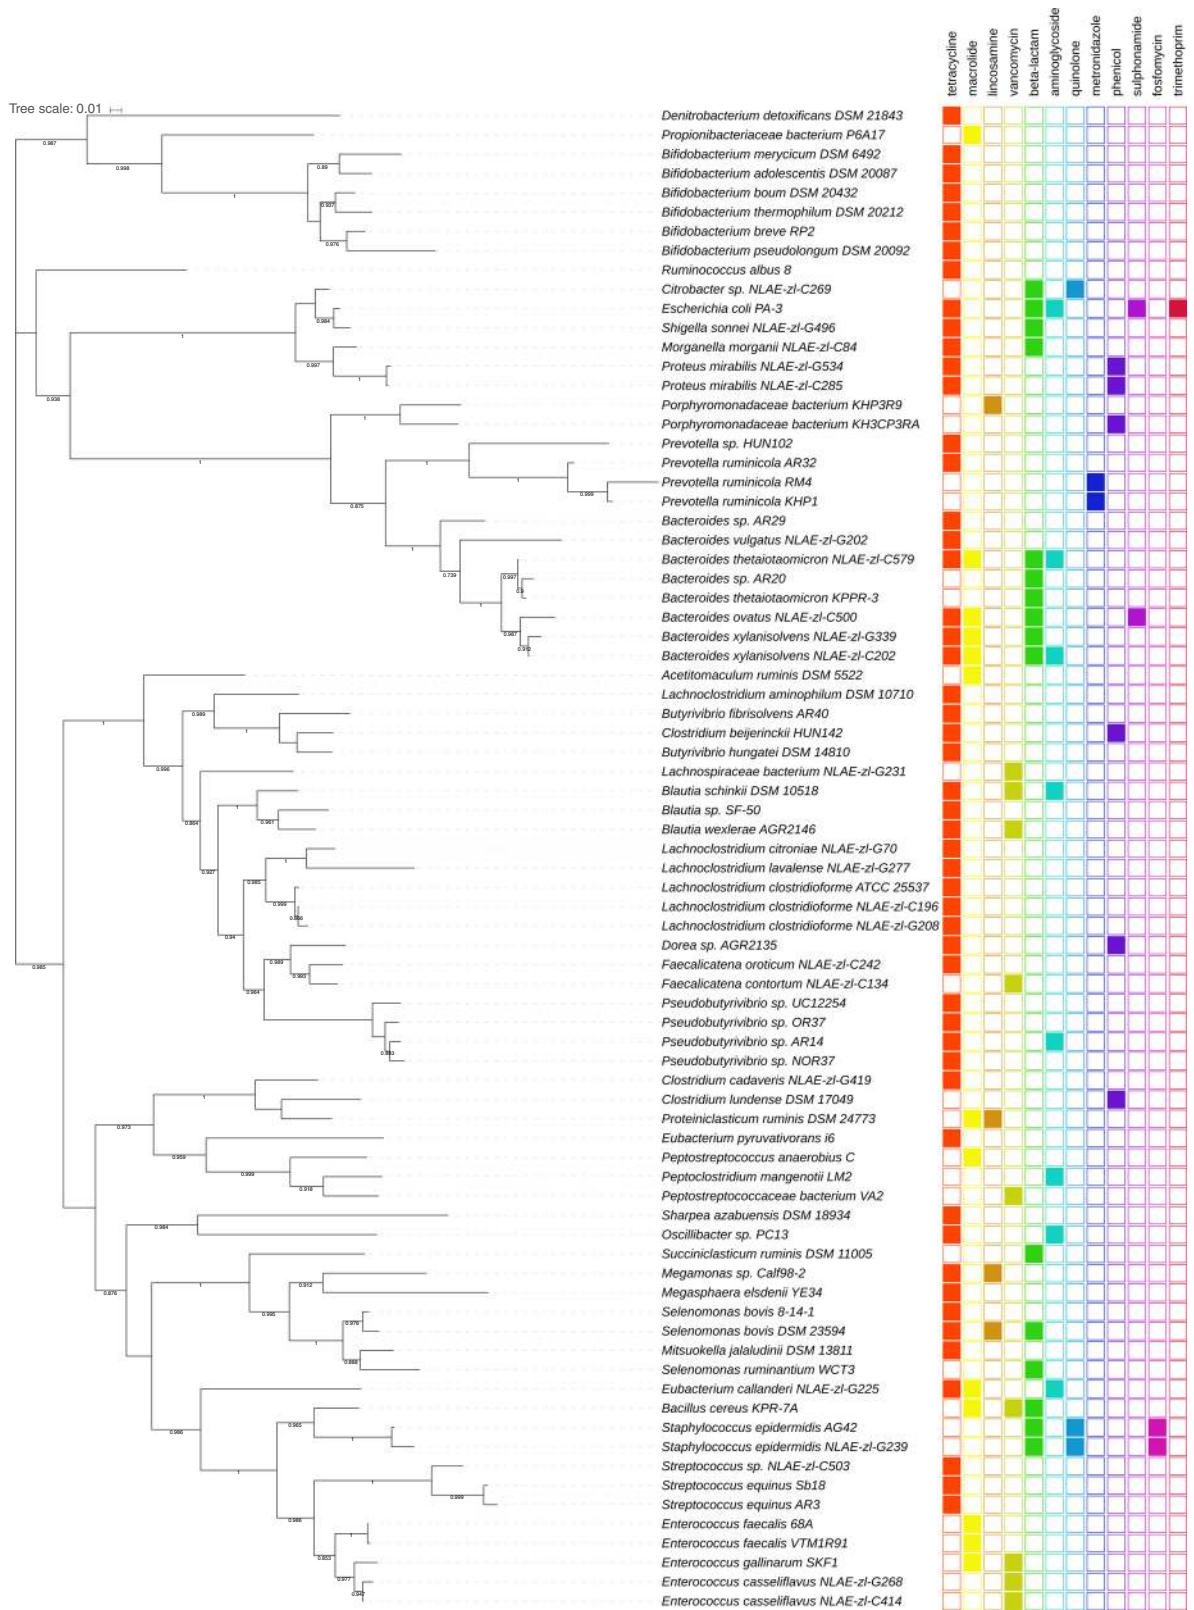 tetracycline
macrolide
lincosamine
vancomycin
beta-lactam
aminoglycoside
quinolone
metronidazole
phenicol
sulphonamide
fosfomycin
trimethoprim
Tree scale: 0.01
Denitrobacterium detoxificans DSM 21843
Propionibacteriaceae bacterium P6A17
Bifidobacterium merycicum DSM 6492
Bifidobacterium adolescentis DSM 20087
Bifidobacterium boum DSM 20432
Bifidobacterium thermophilum DSM 20212
Bifidobacterium breve RP2
Bifidobacterium pseudolongum DSM 20092
Ruminococcus albus 8
Citrobacter sp. NLAE-zl-C269
Escherichia coli PA-3
Shigella sonnei NLAE-zl-G496
Morganella morganii NLAE-zl-C84
Proteus mirabilis NLAE-zl-G534
Proteus mirabilis NLAE-zl-C285
Porphyromonadaceae bacterium KHP3R9
Porphyromonadaceae bacterium KH3CP3RA
Prevotella sp. HUN102
Prevotella ruminicola AR32
Prevotella ruminicola RM4
Prevotella ruminicola KHP1
Bacteroides sp. AR29
Bacteroides vulgatus NLAE-zl-G202
Bacteroides thetaiotaomicron NLAE-zl-C579
Bacteroides sp. AR20
Bacteroides thetaiotaomicron KPPR-3
Bacteroides ovatus NLAE-zl-C500
Bacteroides xylanisolvens NLAE-zl-G339
Bacteroides xylanisolvens NLAE-zl-C202
Acetitomaculum ruminis DSM 5522
Lachnoclostridium aminophilum DSM 10710
Butyrivibrio fibrisolvens AR40
Clostridium beijerinckii HUN142
Butyrivibrio hungatei DSM 14810
Lachnospiraceae bacterium NLAE-zl-G231
Blautia schinkii DSM 10518
Blautia sp. SF-50
Blautia wexlerae AGR2146
Lachnoclostridium citroniae NLAE-zl-G70
Lachnoclostridium lavalense NLAE-zl-G277
Lachnoclostridium clostridioforme ATCC 25537
Lachnoclostridium clostridioforme NLAE-zl-C196
Lachnoclostridium clostridioforme NLAE-zl-G208
Dorea sp. AGR2135
Faecalicatena oroticum NLAE-zl-C242
Faecalicatena contortum NLAE-zl-C134
Pseudobutyrivibrio sp. UC12254
Pseudobutyrivibrio sp. OR37
Pseudobutyrivibrio sp. AR14
Pseudobutyrivibrio sp. NOR37
Clostridium cadaveris NLAE-zl-G419
Clostridium lundense DSM 17049
Proteiniclasticum ruminis DSM 24773
Eubacterium pyruvativorans i6
Peptostreptococcus anaerobius C
Peptoclostridium mangenotii LM2
Peptostreptococcaceae bacterium VA2
Sharpea azabuensis DSM 18934
Oscillibacter sp. PC13
Succiniclasticum ruminis DSM 11005
Megamonas sp. Calf98-2
Megasphaera elsdenii YE34
Selenomonas bovis 8-14-1
Selenomonas bovis DSM 23594
Mitsuokella jalaludinii DSM 13811
Selenomonas ruminantium WCT3
Eubacterium callanderi NLAE-zl-G225
Bacillus cereus KPR-7A
Staphylococcus epidermidis AG42
Staphylococcus epidermidis NLAE-zl-G239
Streptococcus sp. NLAE-zl-C503
Streptococcus equinus Sb18
Streptococcus equinus AR3
Enterococcus faecalis 68A
Enterococcus faecalis VTM1R91
Enterococcus gallinarum SKF1
Enterococcus casseliflavus NLAE-zl-G268
Enterococcus casseliflavus NLAE-zl-C414